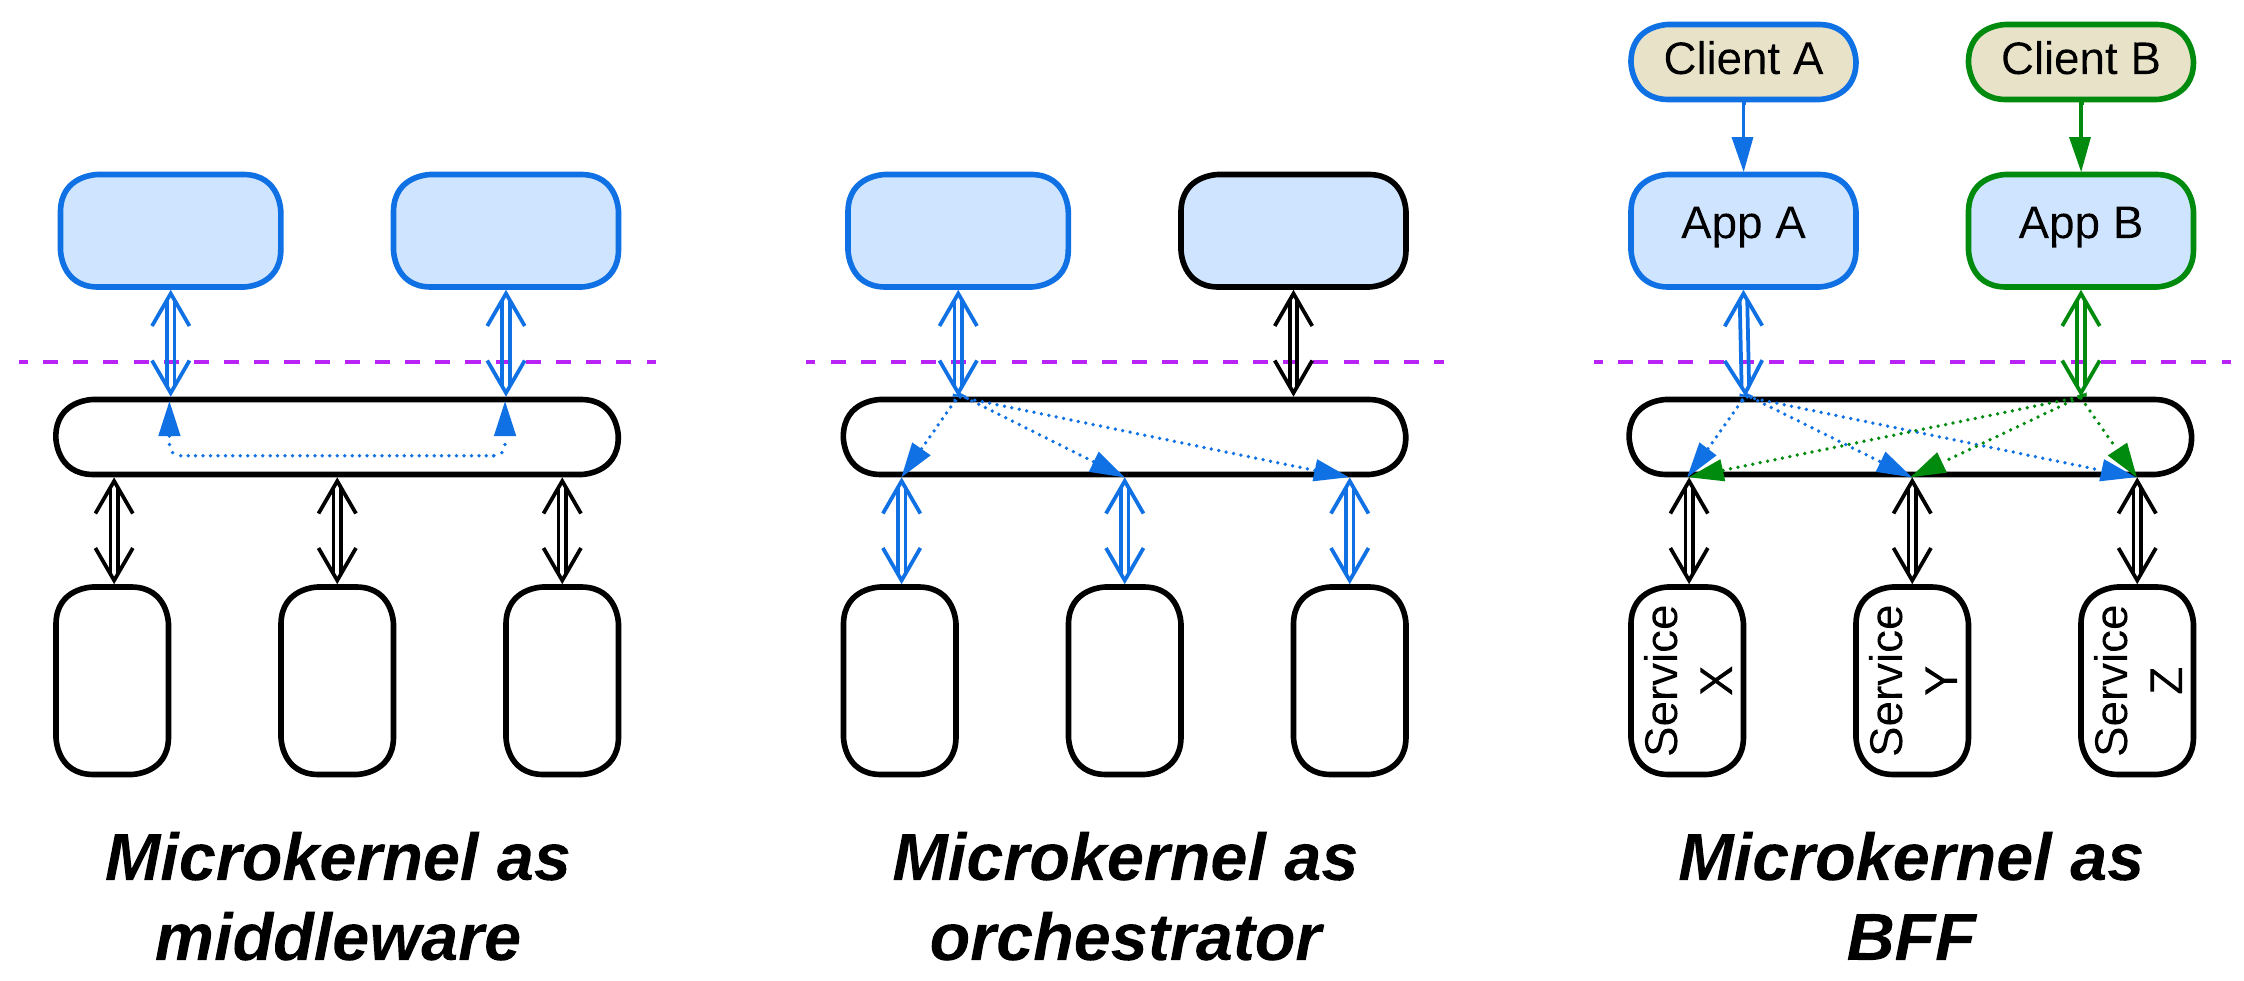 Client A
Client B
App A
App B
Service
X
Service
Y
Service
Z
Microkernel as
middleware
Microkernel as
orchestrator
Microkernel as
BFF